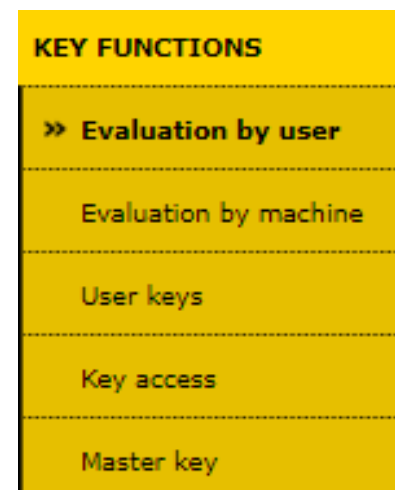 KEY FUNCTIONS
» Evaluation by user
Evaluation by machine
User keys
Key access
Master key